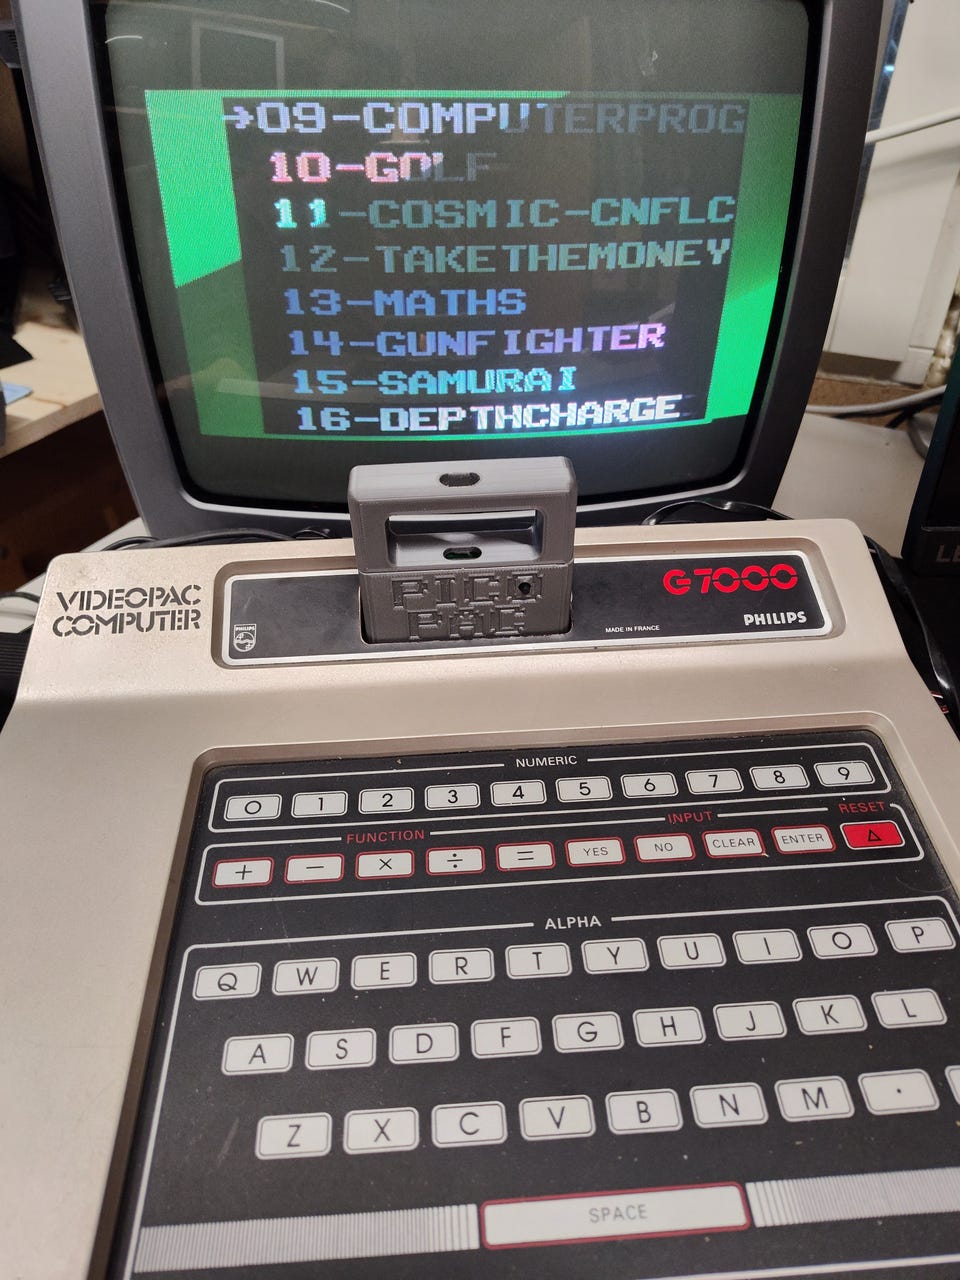 →09-COMPUTERPROG
10-GOLF
11-COSMIC-CNFLC
12-TAKETHEMONEY
13-MATHS
14-GUNFIGHTER
15-SAMURAI
16-DEPTHCHARGE
PICO
PAC
VIDEOPAC
COMPUTER
PHILIPS
MADE IN FRANCE
G7000
PHILIPS
LE
NUMERIC
0 1 2 3 4 5 6 7 8 9
FUNCTION INPUT RESET
+ − × ÷ = YES NO CLEAR ENTER △
ALPHA
Q W E R T Y U I O P
A S D F G H J K L
Z X C V B N M .
SPACE